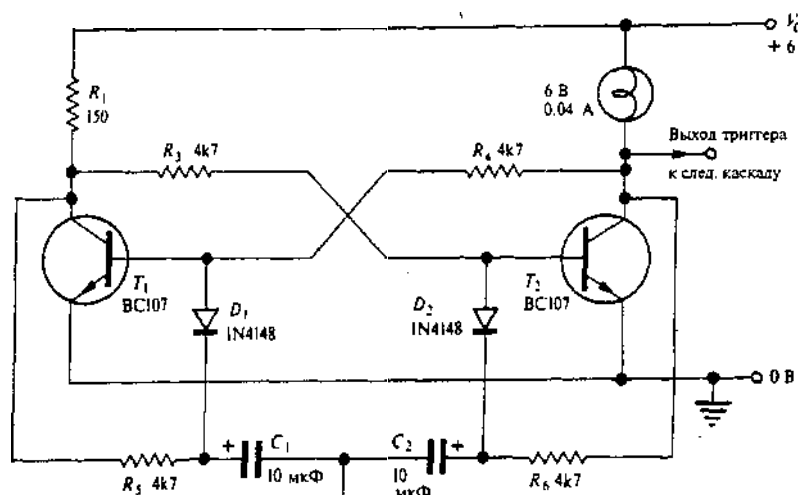 V_C
+ 6
R₁
150
6 В
0.04 А
R₃ 4k7
R₄ 4k7
Выход триггера
к след. каскаду
T₁
BC107
D₁
1N4148
D₂
1N4148
T₂
BC107
0 В
+ C₁
10 мкФ
C₂ +
10
мкФ
R₅ 4k7
R₆ 4k7